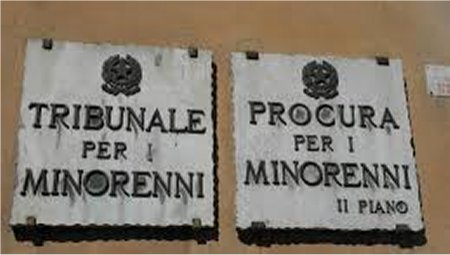 TRIBUNALE
PER I
MINORENNI
PROCURA
PER I
MINORENNI
II PIANO